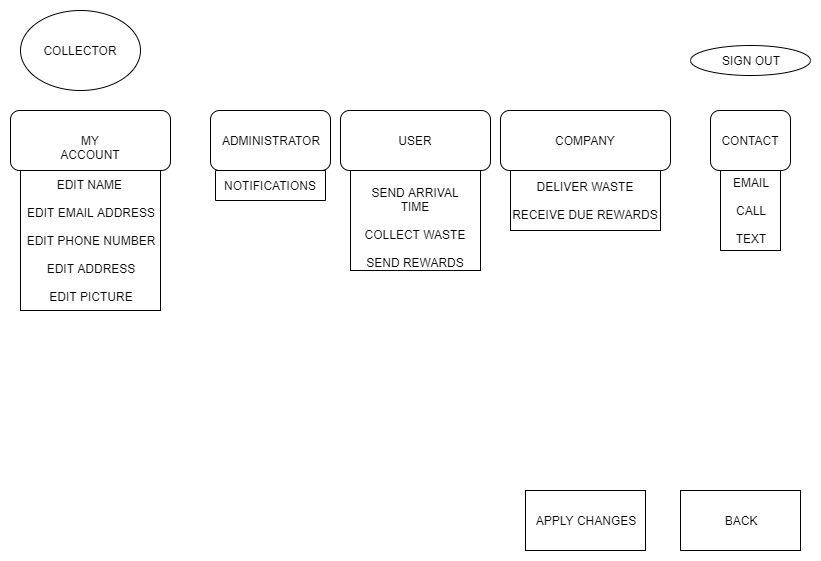 COLLECTOR
SIGN OUT
MY
ACCOUNT
ADMINISTRATOR
USER
COMPANY
CONTACT
EDIT NAME
EDIT EMAIL ADDRESS
EDIT PHONE NUMBER
EDIT ADDRESS
EDIT PICTURE
NOTIFICATIONS
SEND ARRIVAL
TIME
COLLECT WASTE
SEND REWARDS
DELIVER WASTE
RECEIVE DUE REWARDS
EMAIL
CALL
TEXT
APPLY CHANGES
BACK